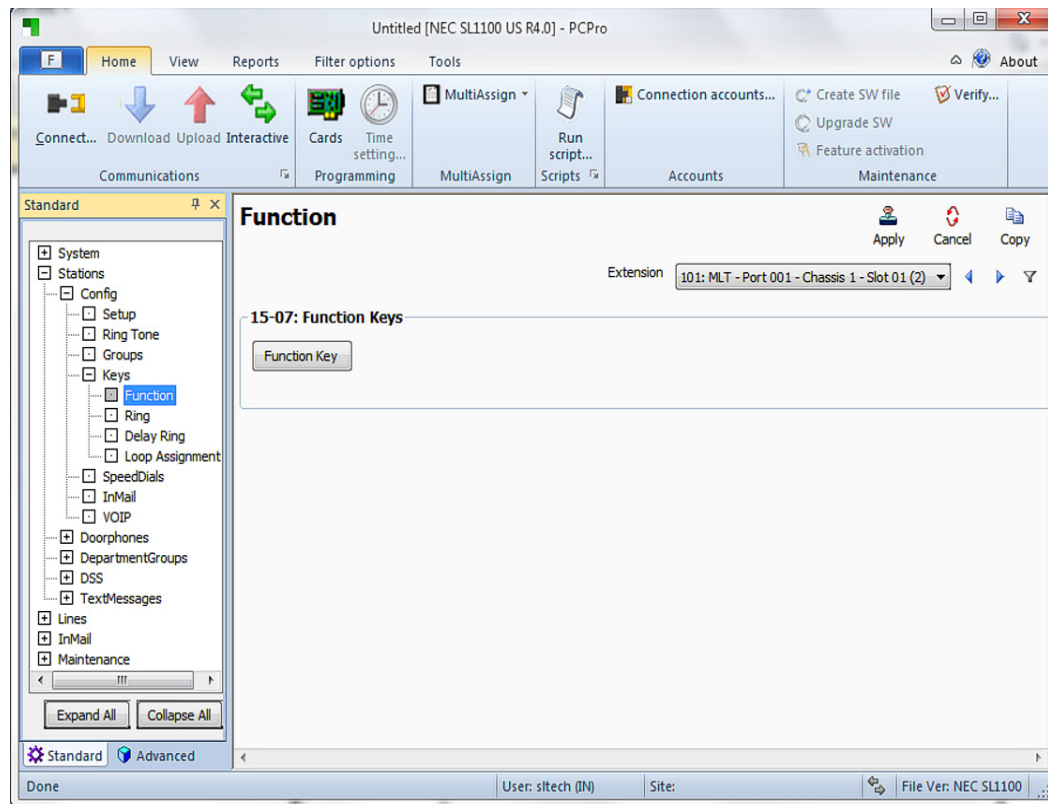 Untitled [NEC SL1100 US R4.0] - PCPro
F Home View Reports Filter options Tools About
Connect... Download Upload Interactive
Communications
Cards Time setting...
Programming
MultiAssign
MultiAssign
Run script...
Scripts
Connection accounts...
Accounts
Create SW file
Upgrade SW
Feature activation
Verify...
Maintenance
Standard
System
Stations
Config
Setup
Ring Tone
Groups
Keys
Function
Ring
Delay Ring
Loop Assignment
SpeedDials
InMail
VOIP
Doorphones
DepartmentGroups
DSS
TextMessages
Lines
InMail
Maintenance
Expand All Collapse All
Standard Advanced
Function
Apply Cancel Copy
Extension 101: MLT - Port 001 - Chassis 1 - Slot 01 (2)
15-07: Function Keys
Function Key
Done User: sltech (IN) Site: File Ver: NEC SL1100